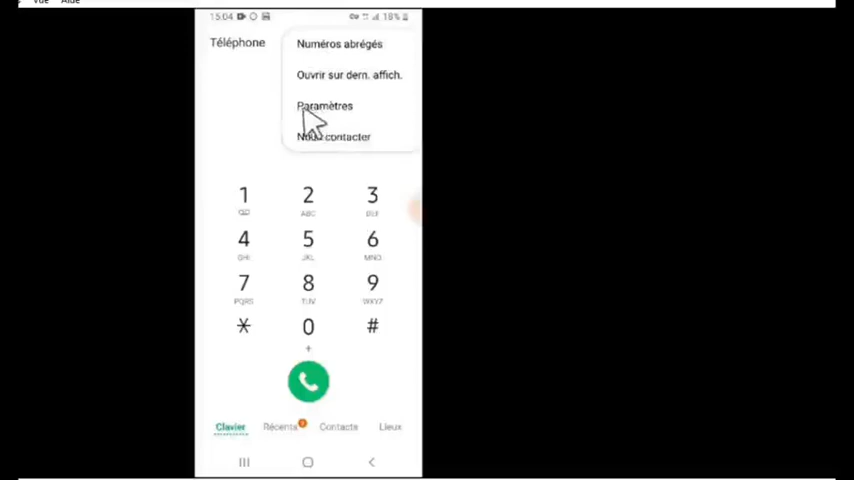 Vue Aide
15:04 18%
Téléphone
Numéros abrégés
Ouvrir sur dern. affich.
Paramètres
Nous contacter
1 2 3
ABC DEF
4 5 6
GHI JKL MNO
7 8 9
PQRS TUV WXYZ
* 0 #
+
Clavier Récents Contacts Lieux